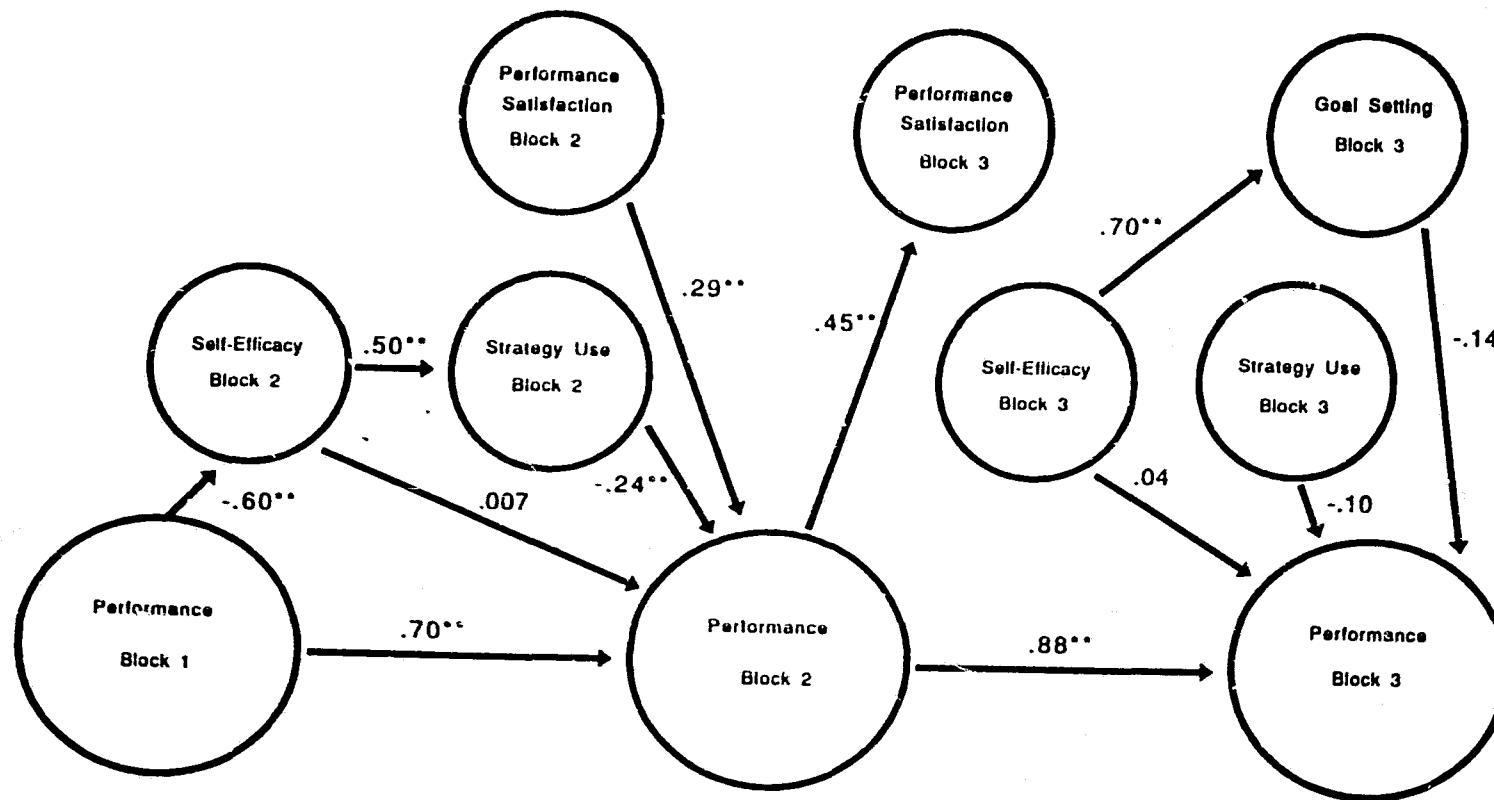 Performance
Satisfaction
Block 2
Performance
Satisfaction
Block 3
Goal Setting
Block 3
.70**
.29**
.45**
-.14
Self-Efficacy
Block 2
.50**
Strategy Use
Block 2
Self-Efficacy
Block 3
Strategy Use
Block 3
-.60**
.007
-.24**
.04
-.10
Performance
Block 1
.70**
Performance
Block 2
.88**
Performance
Block 3